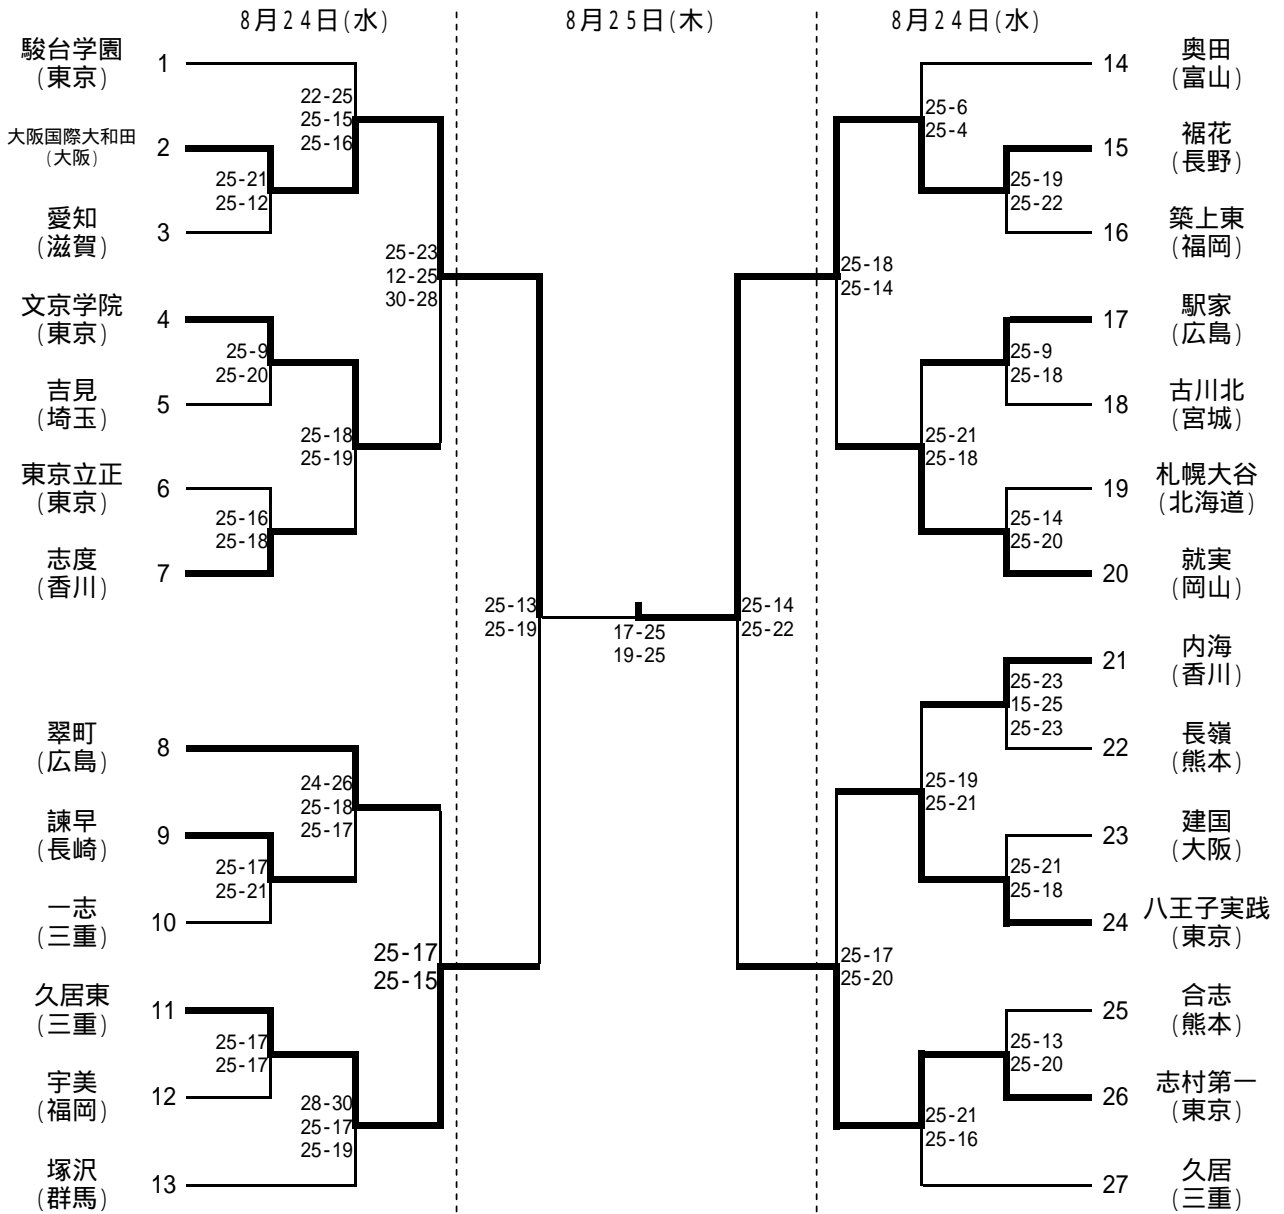 8月24日(水)
8月25日(木)
8月24日(水)
駿台学園
(東京)
1
22-25
25-15
25-16
大阪国際大和田
(大阪)
2
25-21
25-12
愛知
(滋賀)
3
25-23
12-25
30-28
文京学院
(東京)
4
25-9
25-20
吉見
(埼玉)
5
25-18
25-19
東京立正
(東京)
6
25-16
25-18
志度
(香川)
7
25-13
25-19
17-25
19-25
翠町
(広島)
8
24-26
25-18
25-17
諫早
(長崎)
9
25-17
25-21
一志
(三重)
10
25-17
25-15
久居東
(三重)
11
25-17
25-17
宇美
(福岡)
12
28-30
25-17
25-19
塚沢
(群馬)
13
14
奥田
(富山)
25-6
25-4
15
裾花
(長野)
25-19
25-22
16
築上東
(福岡)
25-18
25-14
17
駅家
(広島)
25-9
25-18
18
古川北
(宮城)
25-21
25-18
19
札幌大谷
(北海道)
25-14
25-20
20
就実
(岡山)
25-14
25-22
21
内海
(香川)
25-23
15-25
25-23
22
長嶺
(熊本)
25-19
25-21
23
建国
(大阪)
25-21
25-18
24
八王子実践
(東京)
25-17
25-20
25
合志
(熊本)
25-13
25-20
26
志村第一
(東京)
25-21
25-16
27
久居
(三重)